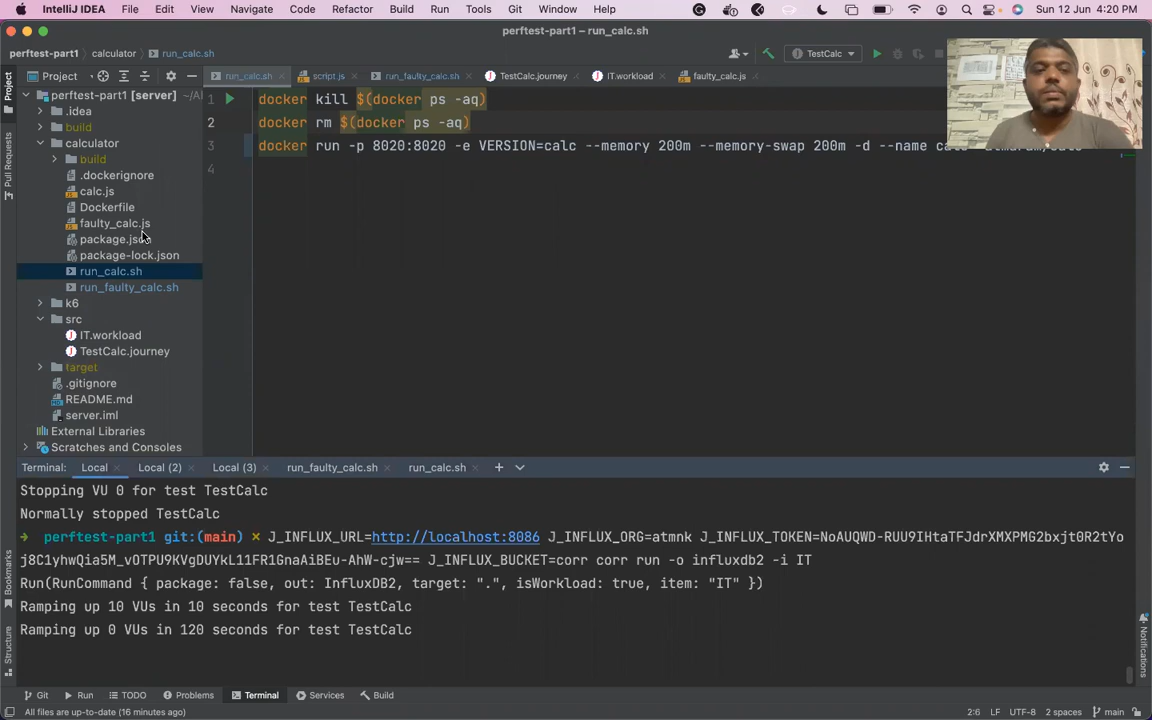 IntelliJ IDEA File Edit View Navigate Code Refactor Build Run Tools Git Window Help Sun 12 Jun 4:20 PM
perftest-part1 – run_calc.sh
perftest-part1 calculator run_calc.sh TestCalc
Project run_calc.sh script.js run_faulty_calc.sh TestCalc.journey IT.workload faulty_calc.js
perftest-part1 [server]
.idea
build
calculator
build
.dockerignore
calc.js
Dockerfile
faulty_calc.js
package.json
package-lock.json
run_calc.sh
run_faulty_calc.sh
k6
src
IT.workload
TestCalc.journey
target
.gitignore
README.md
server.iml
External Libraries
Scratches and Consoles
1 docker kill $(docker ps -aq)
2 docker rm $(docker ps -aq)
3 docker run -p 8020:8020 -e VERSION=calc --memory 200m --memory-swap 200m -d --name
4
Project
Pull Requests
Bookmarks
Structure
Notifications
Terminal: Local Local (2) Local (3) run_faulty_calc.sh run_calc.sh
Stopping VU 0 for test TestCalc
Normally stopped TestCalc
perftest-part1 git:(main) × J_INFLUX_URL=http://localhost:8086 J_INFLUX_ORG=atmnk J_INFLUX_TOKEN=NoAUQWD-RUU9IHtaTFJdrXMXPMG2bxjt0R2tYo
j8C1yhwQia5M_vOTPU9KVgDUYkL11FR1GnaAiBEu-AhW-cjw== J_INFLUX_BUCKET=corr corr run -o influxdb2 -i IT
Run(RunCommand { package: false, out: InfluxDB2, target: ".", isWorkload: true, item: "IT" })
Ramping up 10 VUs in 10 seconds for test TestCalc
Ramping up 0 VUs in 120 seconds for test TestCalc
Git Run TODO Problems Terminal Services Build
All files are up-to-date (16 minutes ago) 2:6 LF UTF-8 2 spaces main